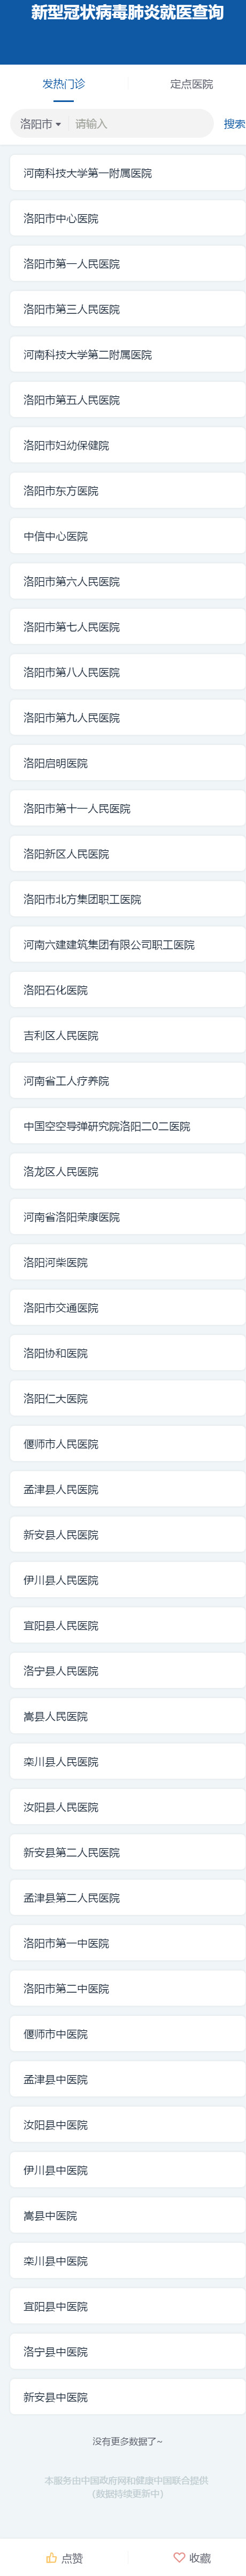 新型冠状病毒肺炎就医查询
发热门诊 定点医院
洛阳市 请输入 搜索
河南科技大学第一附属医院
洛阳市中心医院
洛阳市第一人民医院
洛阳市第三人民医院
河南科技大学第二附属医院
洛阳市第五人民医院
洛阳市妇幼保健院
洛阳市东方医院
中信中心医院
洛阳市第六人民医院
洛阳市第七人民医院
洛阳市第八人民医院
洛阳市第九人民医院
洛阳启明医院
洛阳市第十一人民医院
洛阳新区人民医院
洛阳市北方集团职工医院
河南六建建筑集团有限公司职工医院
洛阳石化医院
吉利区人民医院
河南省工人疗养院
中国空空导弹研究院洛阳二0二医院
洛龙区人民医院
河南省洛阳荣康医院
洛阳河柴医院
洛阳市交通医院
洛阳协和医院
洛阳仁大医院
偃师市人民医院
孟津县人民医院
新安县人民医院
伊川县人民医院
宜阳县人民医院
洛宁县人民医院
嵩县人民医院
栾川县人民医院
汝阳县人民医院
新安县第二人民医院
孟津县第二人民医院
洛阳市第一中医院
洛阳市第二中医院
偃师市中医院
孟津县中医院
汝阳县中医院
伊川县中医院
嵩县中医院
栾川县中医院
宜阳县中医院
洛宁县中医院
新安县中医院
没有更多数据了~
本服务由中国政府网和健康中国联合提供
(数据持续更新中)
点赞 收藏